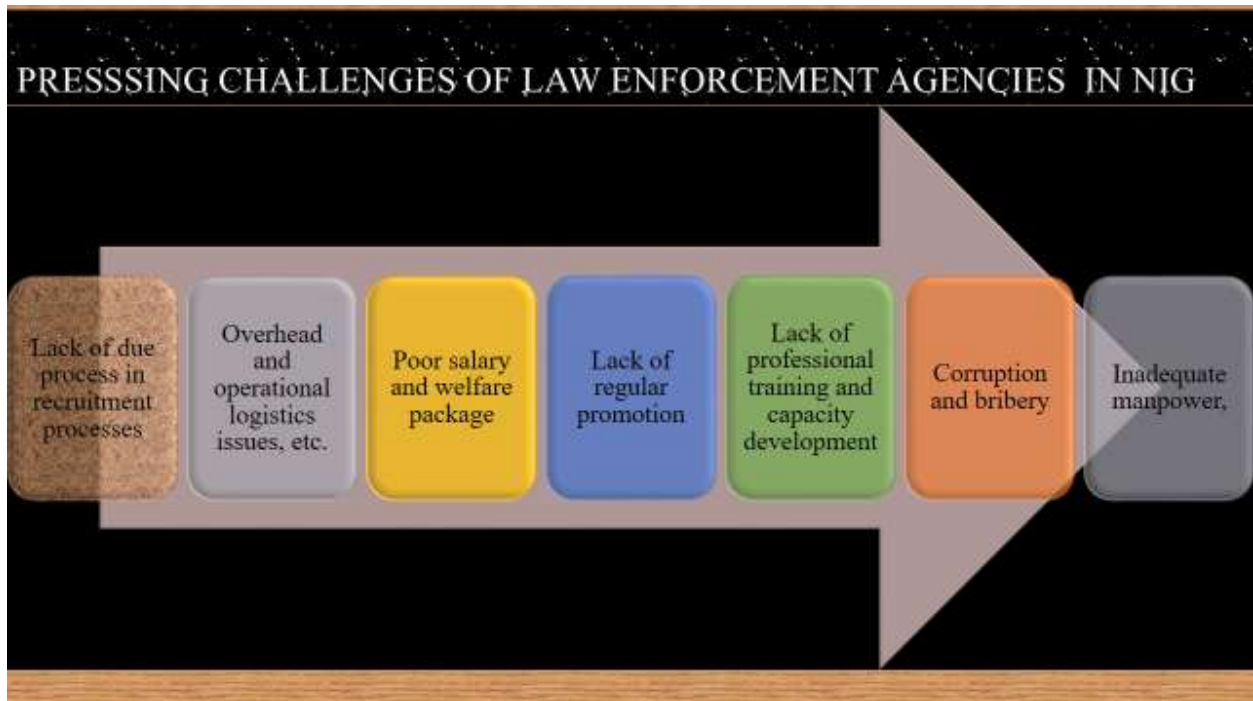 PRESSSING CHALLENGES OF LAW ENFORCEMENT AGENCIES IN NIG
Lack of due
process in
recruitment
processes
Overhead
and
operational
logistics
issues, etc.
Poor salary
and welfare
package
Lack of
regular
promotion
Lack of
professional
training and
capacity
development
Corruption
and bribery
Inadequate
manpower,